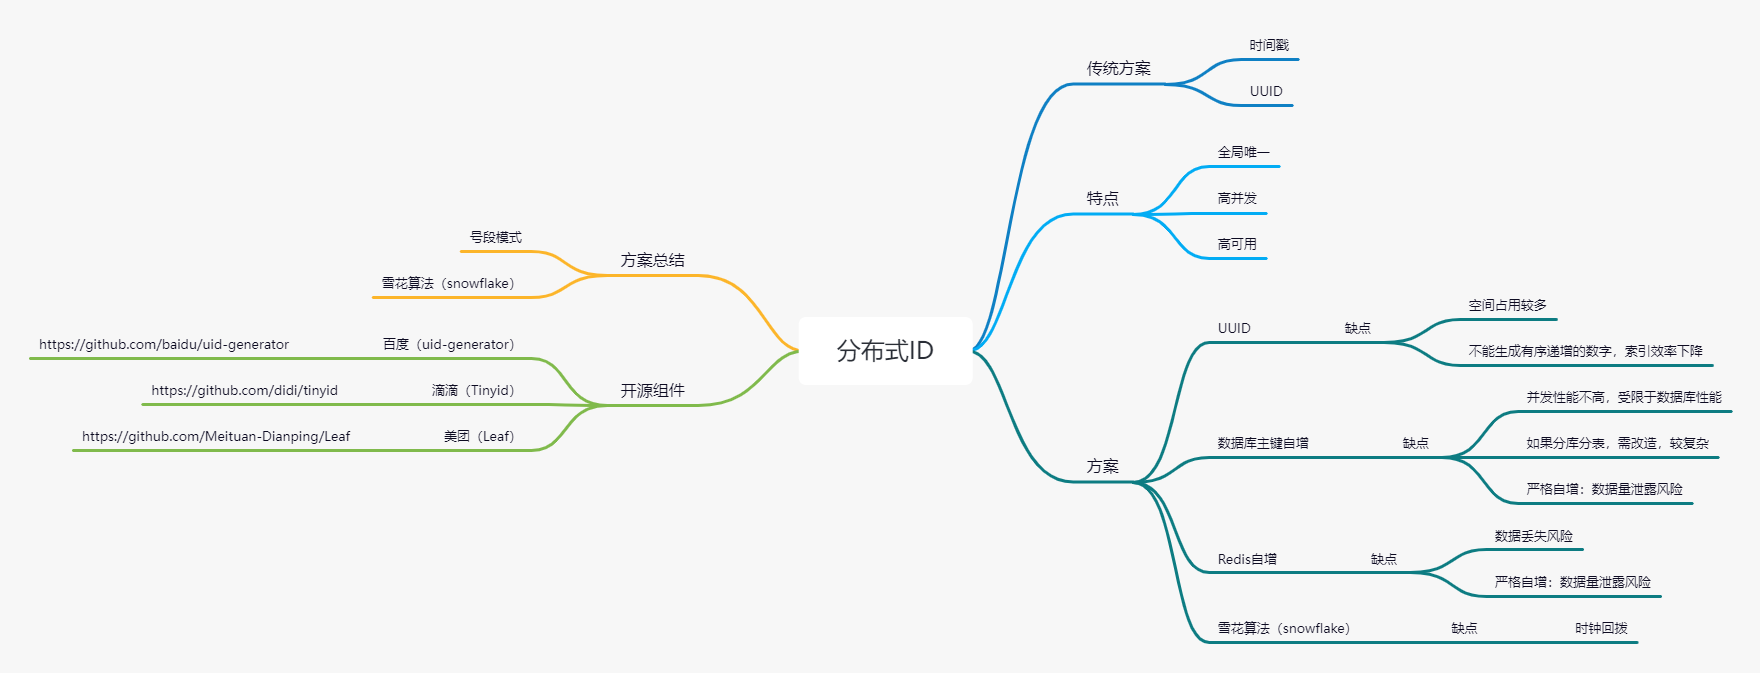 分布式ID
传统方案
时间戳
UUID
特点
全局唯一
高并发
高可用
方案
UUID
缺点
空间占用较多
不能生成有序递增的数字，索引效率下降
数据库主键自增
缺点
并发性能不高，受限于数据库性能
如果分库分表，需改造，较复杂
严格自增：数据量泄露风险
Redis自增
缺点
数据丢失风险
严格自增：数据量泄露风险
雪花算法（snowflake）
缺点
时钟回拨
方案总结
号段模式
雪花算法（snowflake）
开源组件
百度（uid-generator）
https://github.com/baidu/uid-generator
滴滴（Tinyid）
https://github.com/didi/tinyid
美团（Leaf）
https://github.com/Meituan-Dianping/Leaf